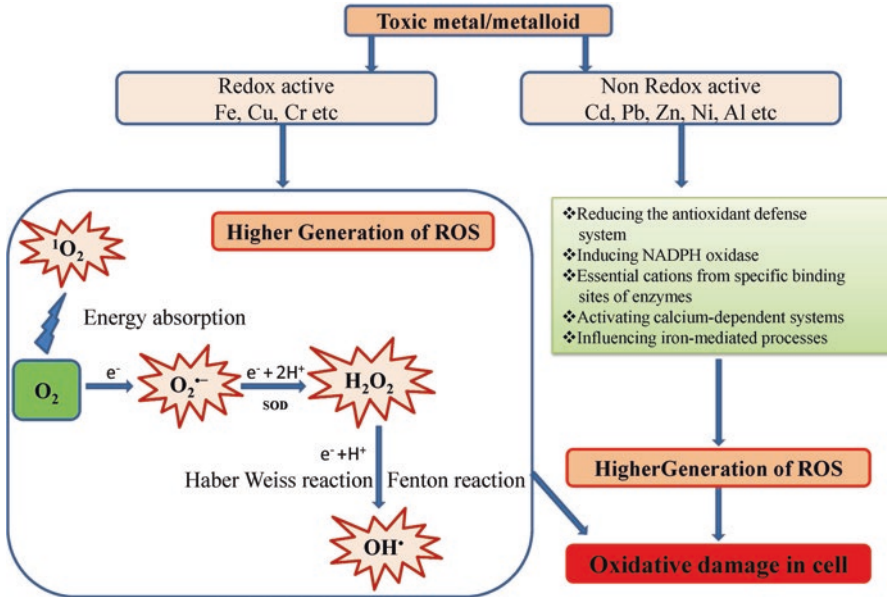 Toxic metal/metalloid
Redox active
Fe, Cu, Cr etc
Non Redox active
Cd, Pb, Zn, Ni, Al etc
Higher Generation of ROS
¹O₂
Energy absorption
O₂
e⁻
O₂•−
e⁻ + 2H⁺
SOD
H₂O₂
e⁻ +H⁺
Haber Weiss reaction
Fenton reaction
OH•
❖Reducing the antioxidant defense
system
❖Inducing NADPH oxidase
❖Essential cations from specific binding
sites of enzymes
❖Activating calcium-dependent systems
❖Influencing iron-mediated processes
HigherGeneration of ROS
Oxidative damage in cell